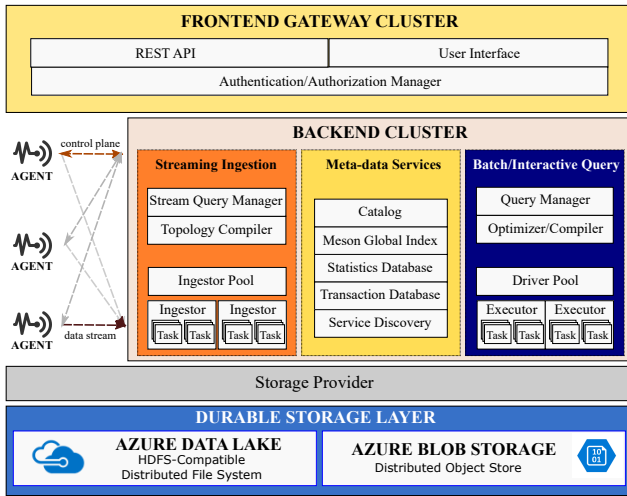 FRONTEND GATEWAY CLUSTER
REST API
User Interface
Authentication/Authorization Manager
control plane
AGENT
AGENT
AGENT
data stream
BACKEND CLUSTER
Streaming Ingestion
Stream Query Manager
Topology Compiler
Ingestor Pool
Ingestor
Ingestor
Task
Task
Task
Task
Meta-data Services
Catalog
Meson Global Index
Statistics Database
Transaction Database
Service Discovery
Batch/Interactive Query
Query Manager
Optimizer/Compiler
Driver Pool
Executor
Executor
Task
Task
Task
Task
Storage Provider
DURABLE STORAGE LAYER
AZURE DATA LAKE
HDFS-Compatible
Distributed File System
AZURE BLOB STORAGE
Distributed Object Store
10
01